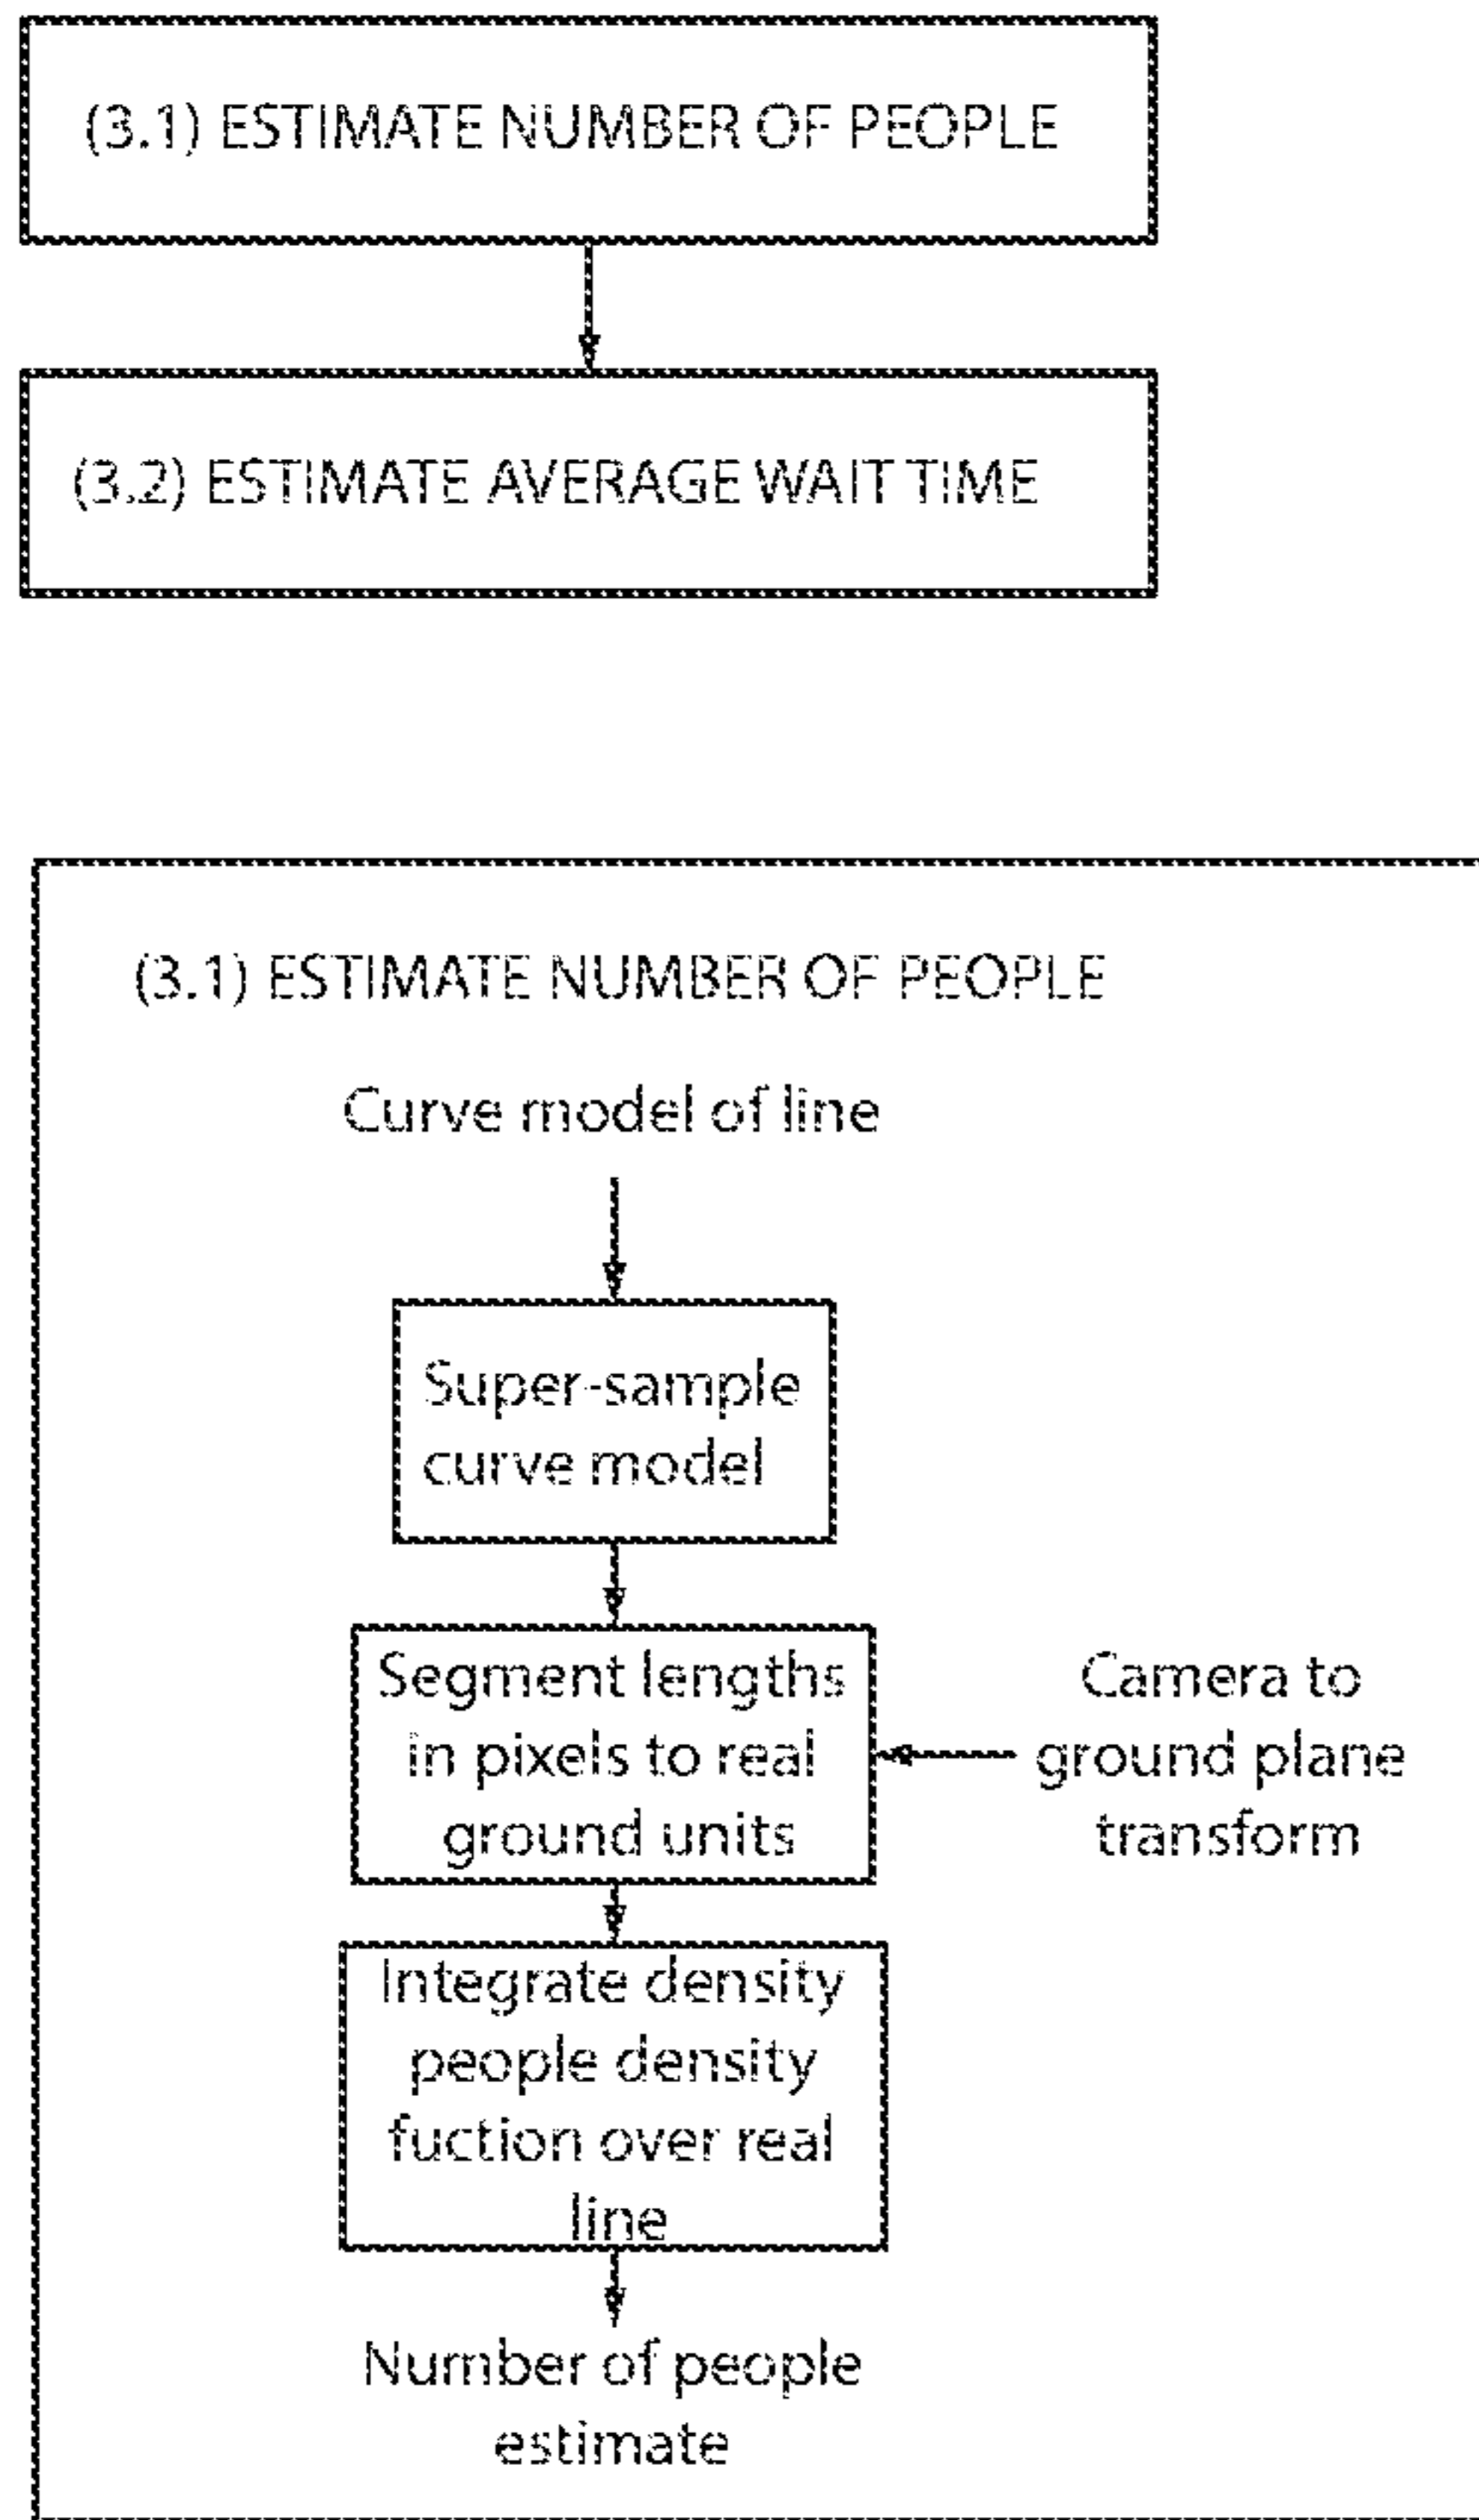 (3.1) ESTIMATE NUMBER OF PEOPLE
(3.2) ESTIMATE AVERAGE WAIT TIME
(3.1) ESTIMATE NUMBER OF PEOPLE
Curve model of line
Super-sample
curve model
Segment lengths
in pixels to real
ground units
Camera to
ground plane
transform
Integrate density
people density
fuction over real
line
Number of people
estimate